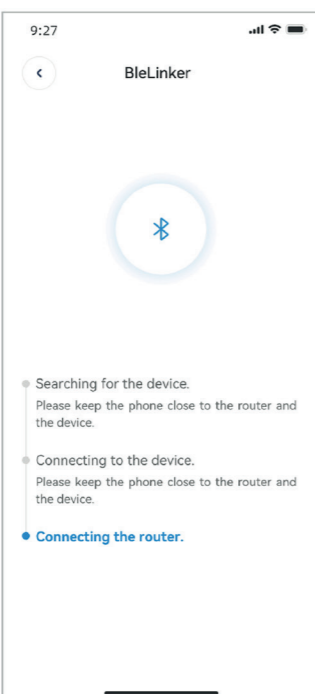 9:27
BleLinker
Searching for the device.
Please keep the phone close to the router and
the device.
Connecting to the device.
Please keep the phone close to the router and
the device.
Connecting the router.